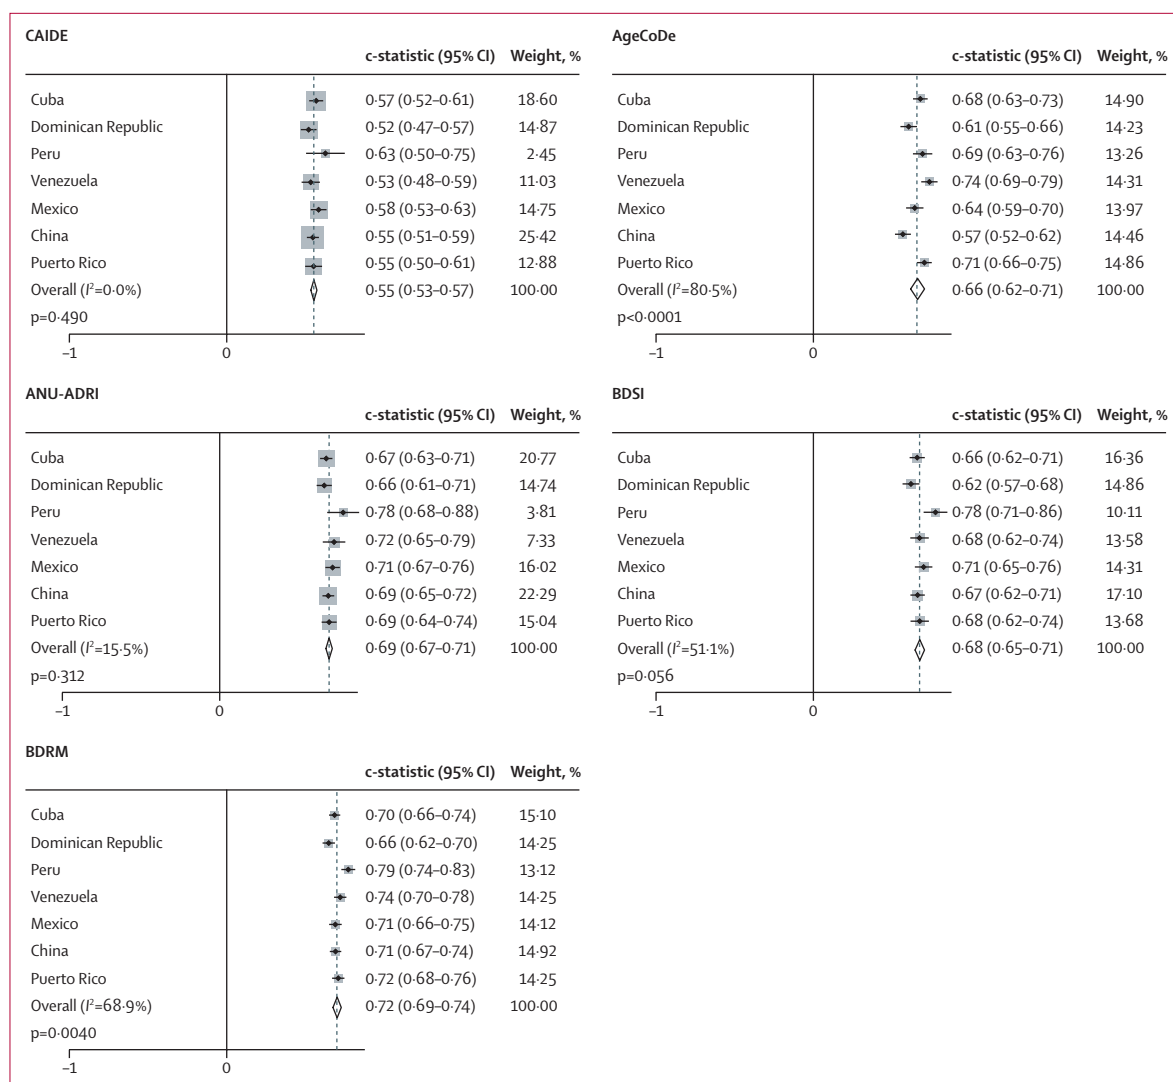 CAIDE
c-statistic (95% CI) Weight, %
Cuba 0·57 (0·52–0·61) 18·60
Dominican Republic 0·52 (0·47–0·57) 14·87
Peru 0·63 (0·50–0·75) 2·45
Venezuela 0·53 (0·48–0·59) 11·03
Mexico 0·58 (0·53–0·63) 14·75
China 0·55 (0·51–0·59) 25·42
Puerto Rico 0·55 (0·50–0·61) 12·88
Overall (I²=0·0%) 0·55 (0·53–0·57) 100·00
p=0·490
–1 0
AgeCoDe
c-statistic (95% CI) Weight, %
Cuba 0·68 (0·63–0·73) 14·90
Dominican Republic 0·61 (0·55–0·66) 14·23
Peru 0·69 (0·63–0·76) 13·26
Venezuela 0·74 (0·69–0·79) 14·31
Mexico 0·64 (0·59–0·70) 13·97
China 0·57 (0·52–0·62) 14·46
Puerto Rico 0·71 (0·66–0·75) 14·86
Overall (I²=80·5%) 0·66 (0·62–0·71) 100·00
p<0·0001
–1 0
ANU-ADRI
c-statistic (95% CI) Weight, %
Cuba 0·67 (0·63–0·71) 20·77
Dominican Republic 0·66 (0·61–0·71) 14·74
Peru 0·78 (0·68–0·88) 3·81
Venezuela 0·72 (0·65–0·79) 7·33
Mexico 0·71 (0·67–0·76) 16·02
China 0·69 (0·65–0·72) 22·29
Puerto Rico 0·69 (0·64–0·74) 15·04
Overall (I²=15·5%) 0·69 (0·67–0·71) 100·00
p=0·312
–1 0
BDSI
c-statistic (95% CI) Weight, %
Cuba 0·66 (0·62–0·71) 16·36
Dominican Republic 0·62 (0·57–0·68) 14·86
Peru 0·78 (0·71–0·86) 10·11
Venezuela 0·68 (0·62–0·74) 13·58
Mexico 0·71 (0·65–0·76) 14·31
China 0·67 (0·62–0·71) 17·10
Puerto Rico 0·68 (0·62–0·74) 13·68
Overall (I²=51·1%) 0·68 (0·65–0·71) 100·00
p=0·056
–1 0
BDRM
c-statistic (95% CI) Weight, %
Cuba 0·70 (0·66–0·74) 15·10
Dominican Republic 0·66 (0·62–0·70) 14·25
Peru 0·79 (0·74–0·83) 13·12
Venezuela 0·74 (0·70–0·78) 14·25
Mexico 0·71 (0·66–0·75) 14·12
China 0·71 (0·67–0·74) 14·92
Puerto Rico 0·72 (0·68–0·76) 14·25
Overall (I²=68·9%) 0·72 (0·69–0·74) 100·00
p=0·0040
–1 0